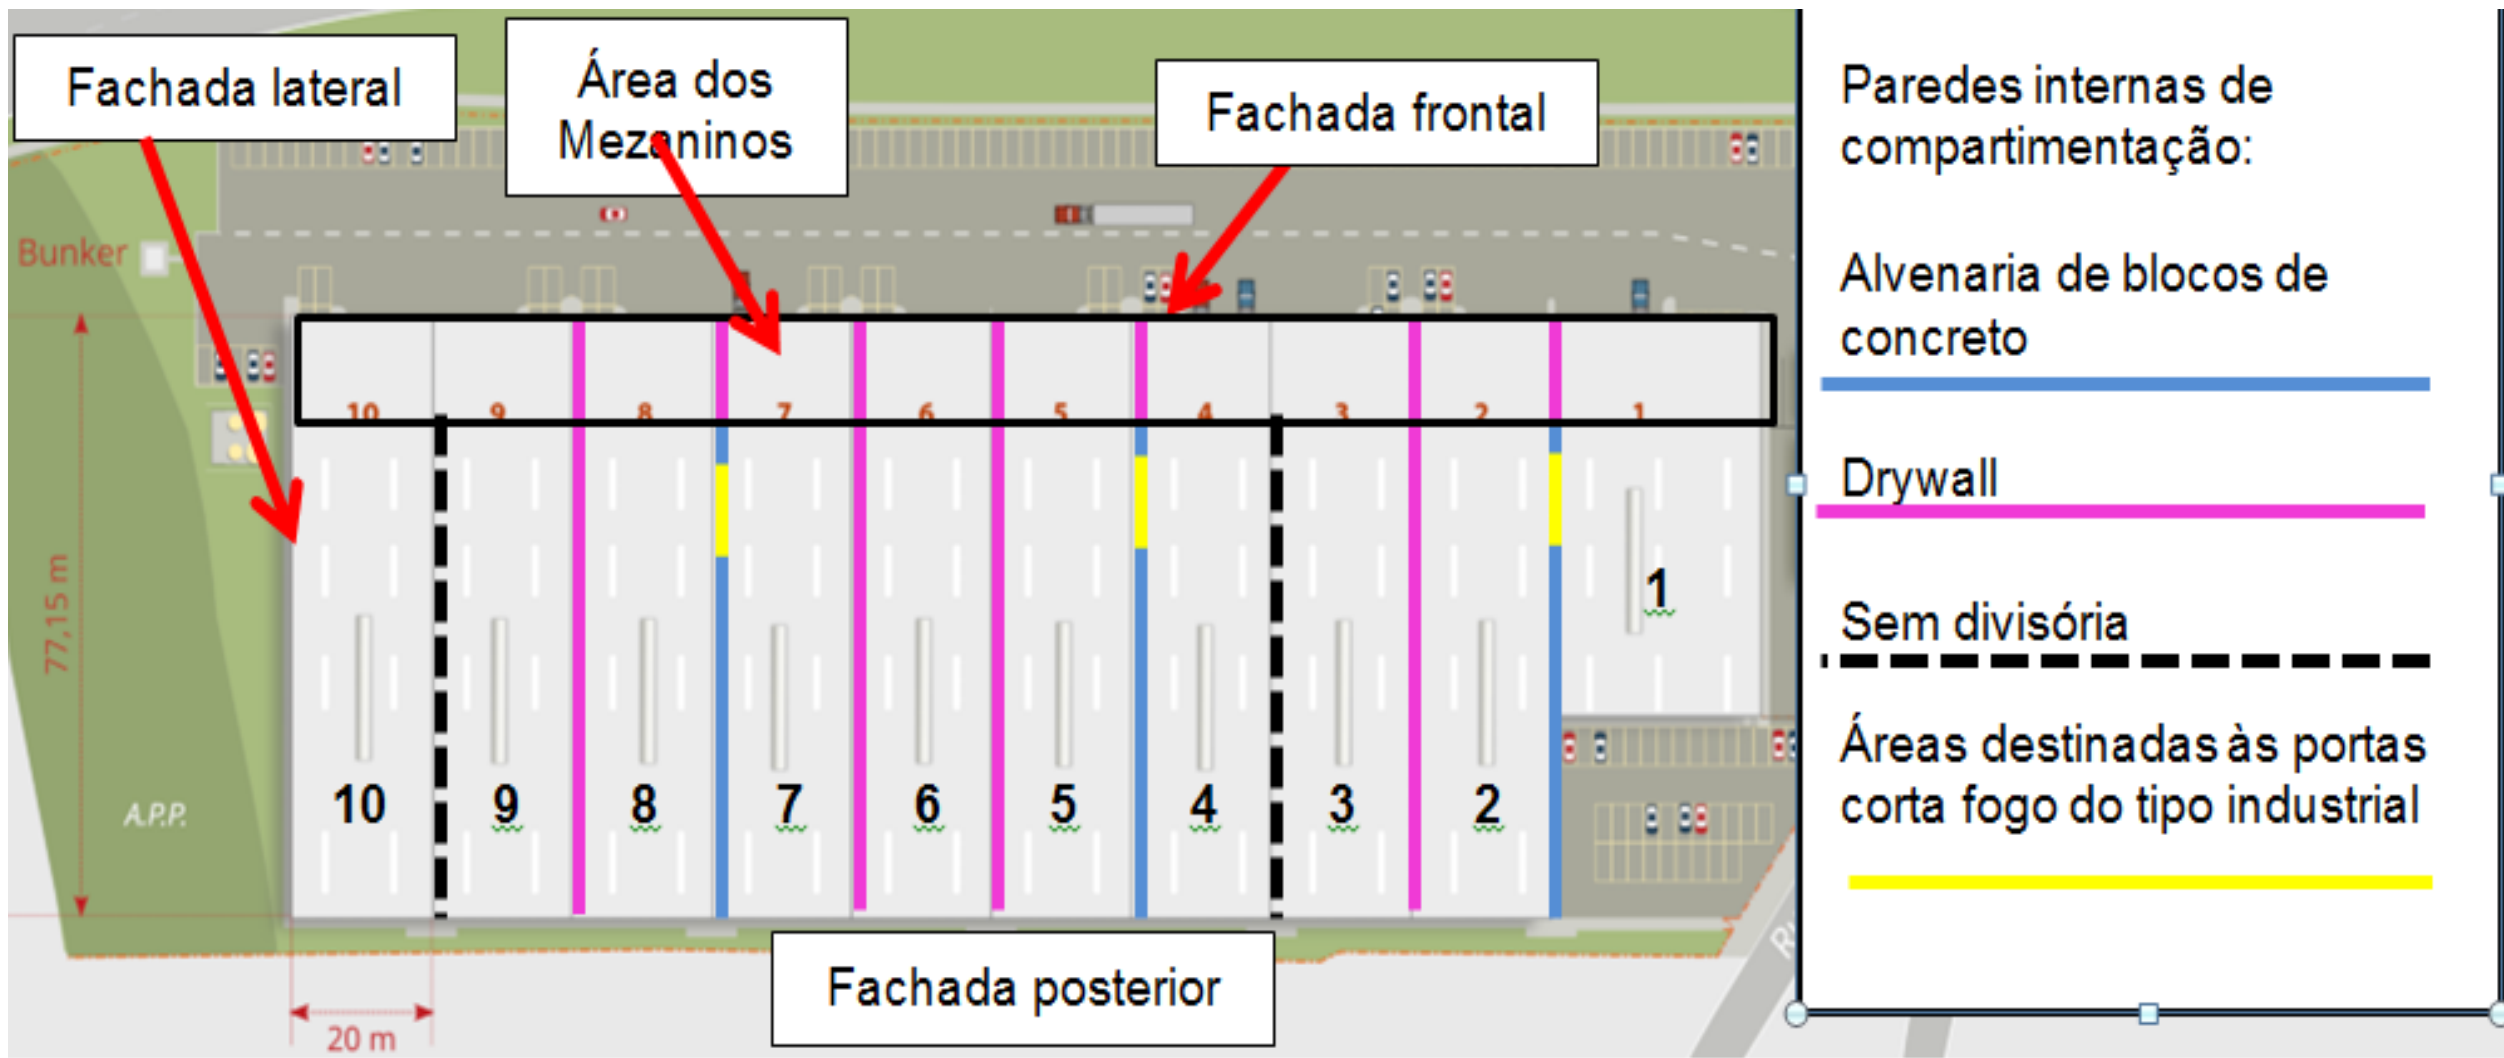 Fachada lateral
Área dos
Mezaninos
Fachada frontal
Bunker
10 9 8 7 6 5 4 3 2 1
77,15 m
1
10 9 8 7 6 5 4 3 2
A.P.P.
Fachada posterior
20 m
Paredes internas de
compartimentação:
Alvenaria de blocos de
concreto
Drywall
Sem divisória
Áreas destinadas às portas
corta fogo do tipo industrial